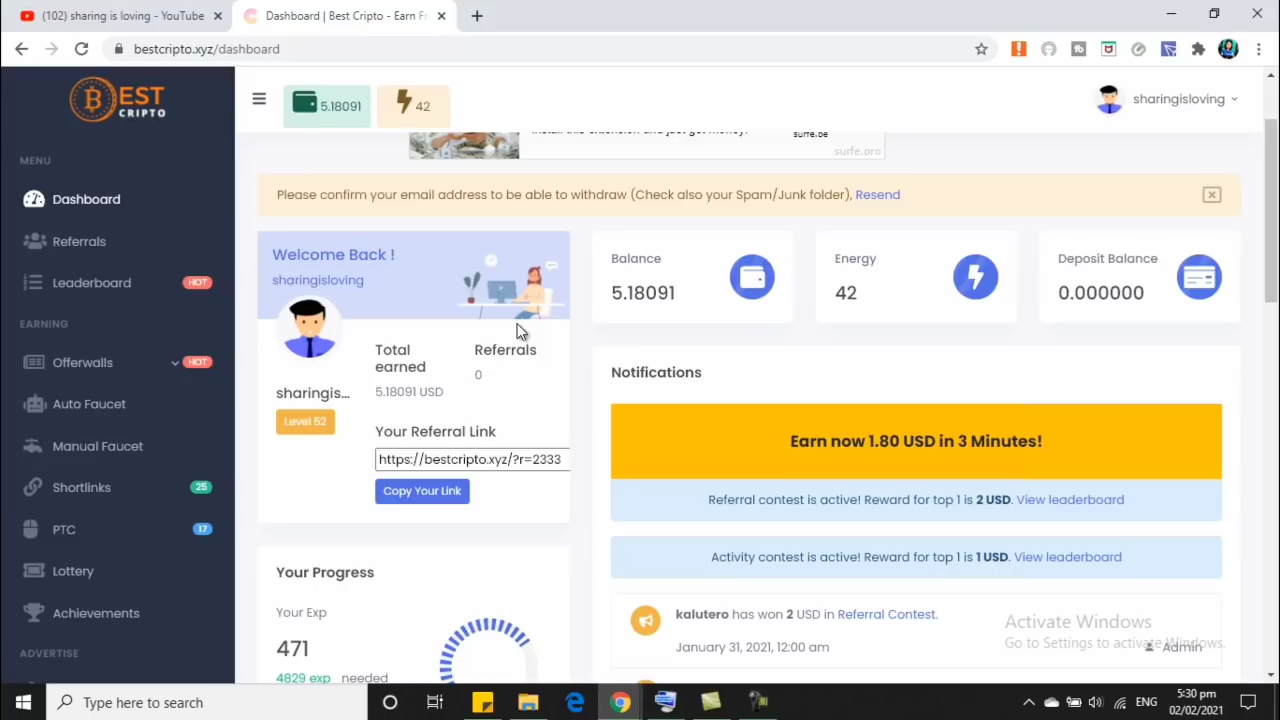 (102) sharing is loving - YouTube
Dashboard | Best Cripto - Earn Fr
bestcripto.xyz/dashboard
BEST
CRIPTO
5.18091
42
sharingisloving
install this extension and just get money!
surfe.be
surfe.pro
MENU
Dashboard
Referrals
Leaderboard HOT
EARNING
Offerwalls HOT
Auto Faucet
Manual Faucet
Shortlinks 25
PTC 17
Lottery
Achievements
ADVERTISE
Please confirm your email address to be able to withdraw (Check also your Spam/Junk folder), Resend
Welcome Back !
sharingisloving
sharingis...
Level 52
Total
earned
5.18091 USD
Referrals
0
Your Referral Link
https://bestcripto.xyz/?r=2333
Copy Your Link
Balance
5.18091
Energy
42
Deposit Balance
0.000000
Your Progress
Your Exp
471
4829 exp needed
Notifications
Earn now 1.80 USD in 3 Minutes!
Referral contest is active! Reward for top 1 is 2 USD. View leaderboard
Activity contest is active! Reward for top 1 is 1 USD. View leaderboard
kalutero has won 2 USD in Referral Contest.
January 31, 2021, 12:00 am
Admin
Activate Windows
Go to Settings to activate Windows.
Type here to search
ENG
5:30 pm
02/02/2021